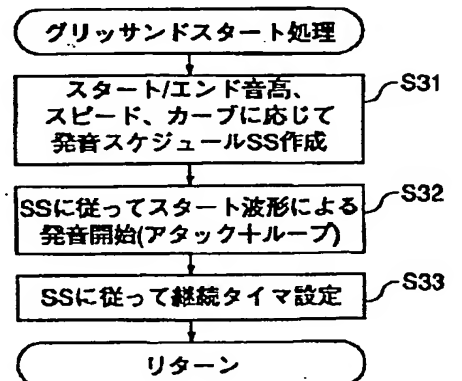 グリッサンドスタート処理
スタート/エンド音高、
スピード、カーブに応じて
発音スケジュールSS作成
S31
SSに従ってスタート波形による
発音開始(アタック+ループ)
S32
SSに従って継続タイマ設定
S33
リターン